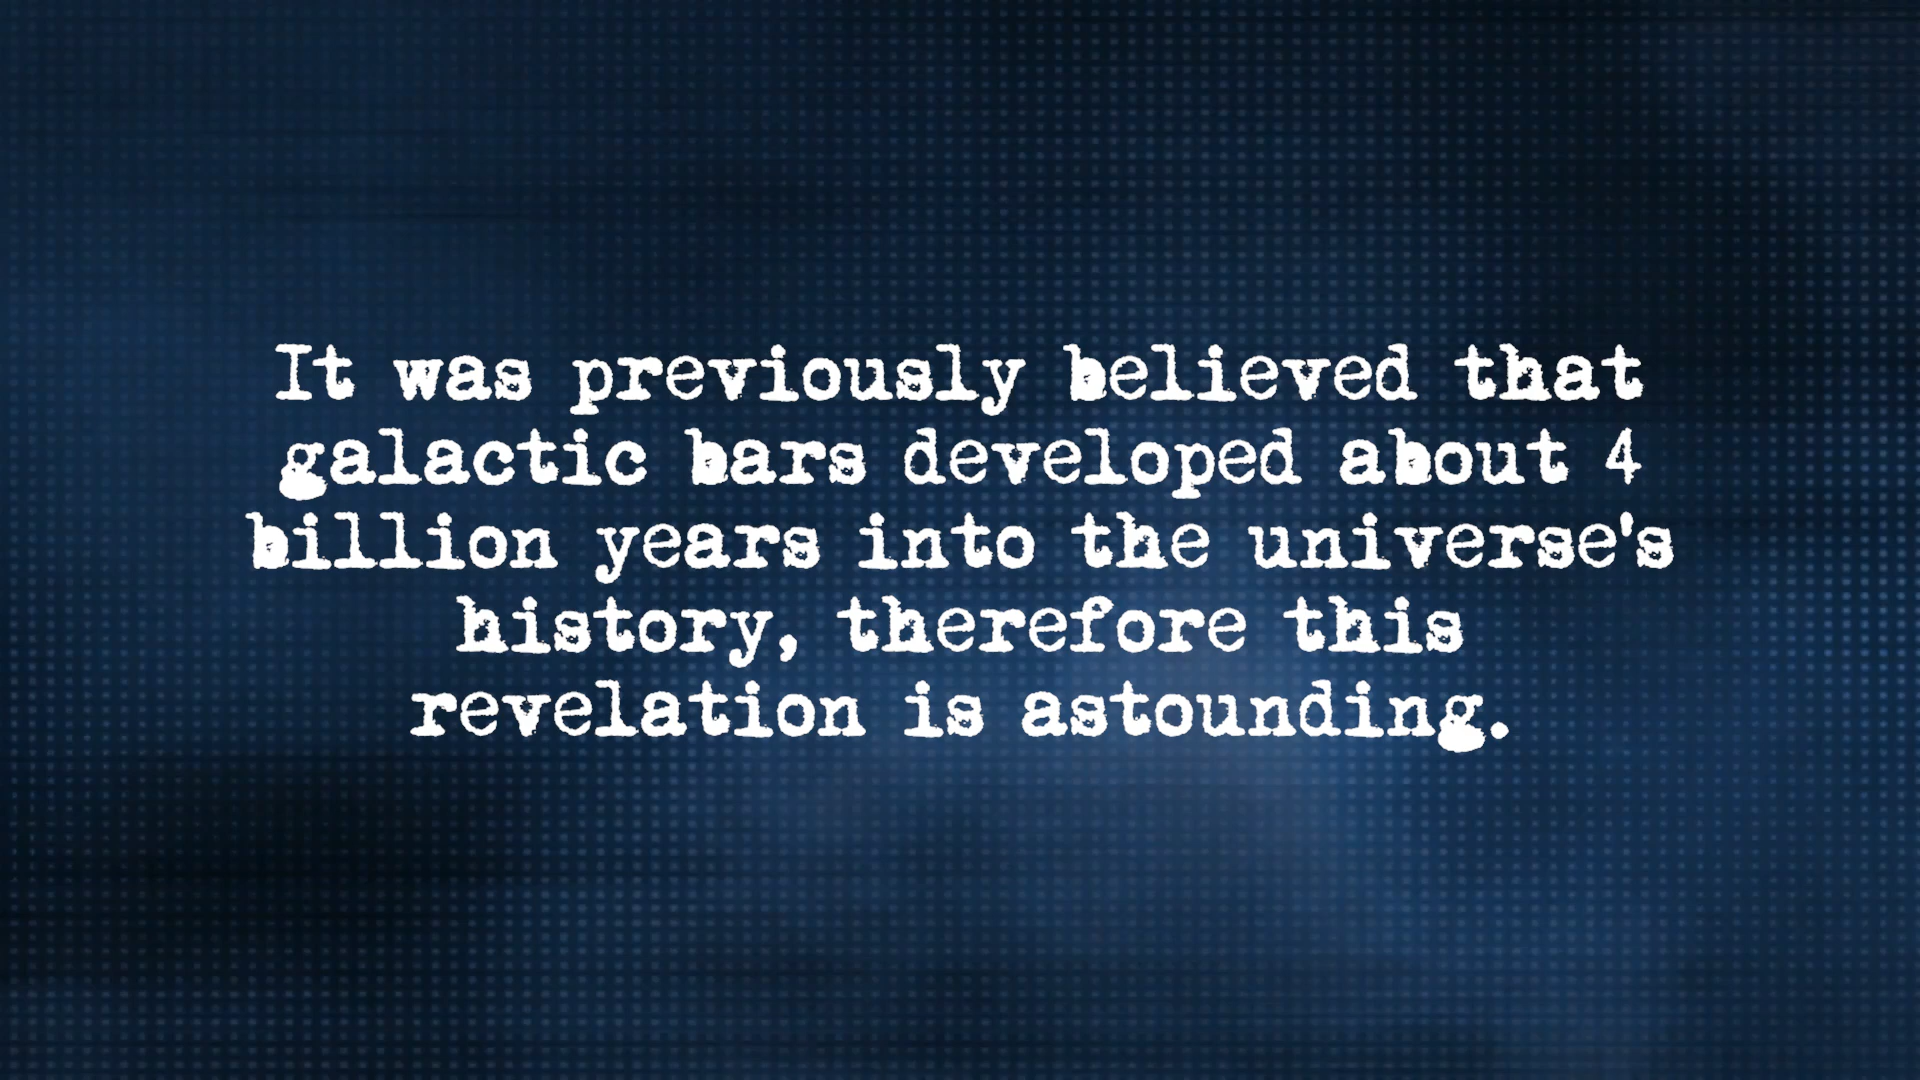 It was previously believed that
galactic bars developed about 4
billion years into the universe's
history, therefore this
revelation is astounding.